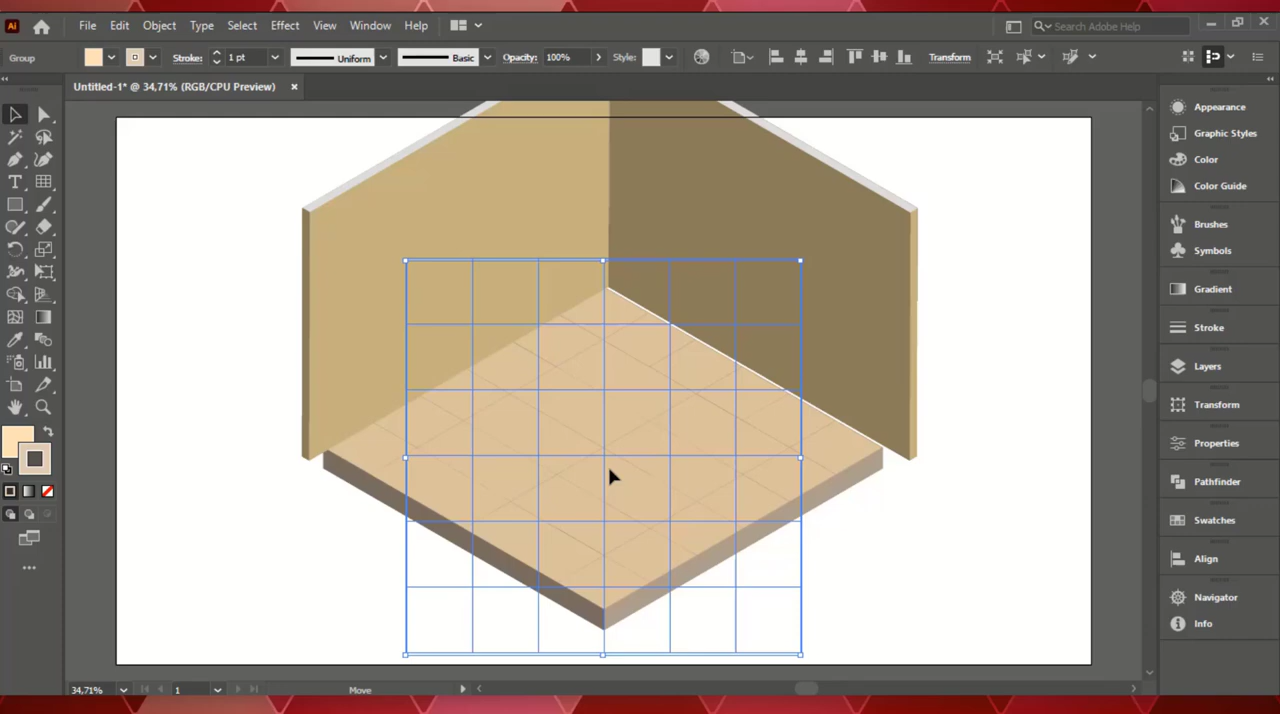 Ai File Edit Object Type Select Effect View Window Help Search Adobe Help
Group Stroke: 1 pt Uniform Basic Opacity: 100% Style: Transform
Untitled-1* @ 34,71% (RGB/CPU Preview)
Appearance
Graphic Styles
Color
Color Guide
Brushes
Symbols
Gradient
Stroke
Layers
Transform
Properties
Pathfinder
Swatches
Align
Navigator
Info
34,71% 1 Move